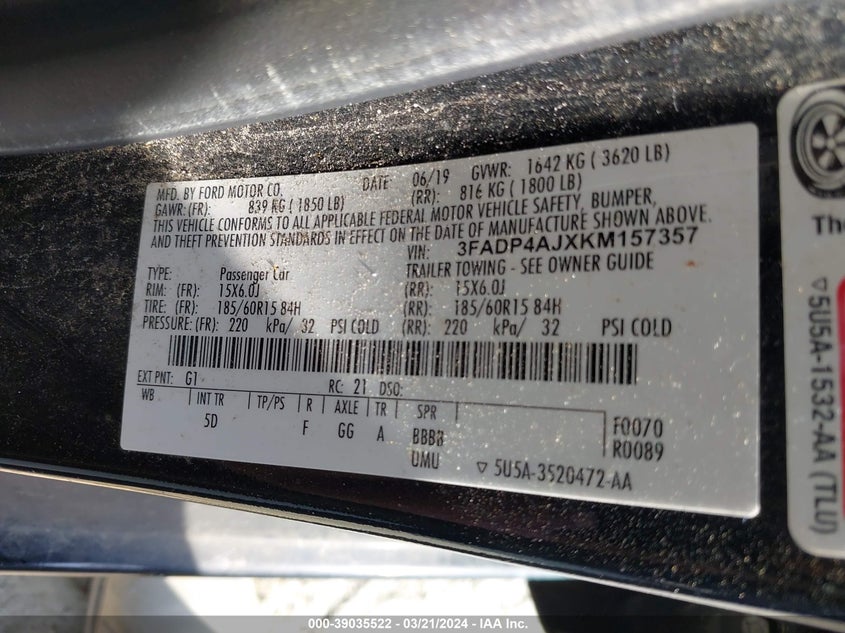 MFD. BY FORD MOTOR CO. DATE: 06/19 GVWR: 1642 KG ( 3620 LB)
GAWR: (FR): 839 KG ( 1850 LB) (RR): 816 KG ( 1800 LB)
THIS VEHICLE CONFORMS TO ALL APPLICABLE FEDERAL MOTOR VEHICLE SAFETY, BUMPER,
AND THEFT PREVENTION STANDARDS IN EFFECT ON THE DATE OF MANUFACTURE SHOWN ABOVE.
VIN: 3FADP4AJXKM157357
TYPE: Passenger Car TRAILER TOWING - SEE OWNER GUIDE
RIM: (FR) 15X6.0J (RR): 15X6.0J
TIRE: (FR) 185/60R15 84H (RR): 185/60R15 84H
PRESSURE: (FR) 220 kPa/ 32 PSI COLD (RR): 220 kPa/ 32 PSI COLD
EXT PNT: G1 RC: 21 DSO:
WB INT TR TP/PS R AXLE TR SPR
5D F GG A BBBB F0070
UMU R0089
▽ 5U5A-3520472-AA
The
▽ 5U5A-1532-AA (TLU)
000-39035522 - 03/21/2024 - IAA Inc.